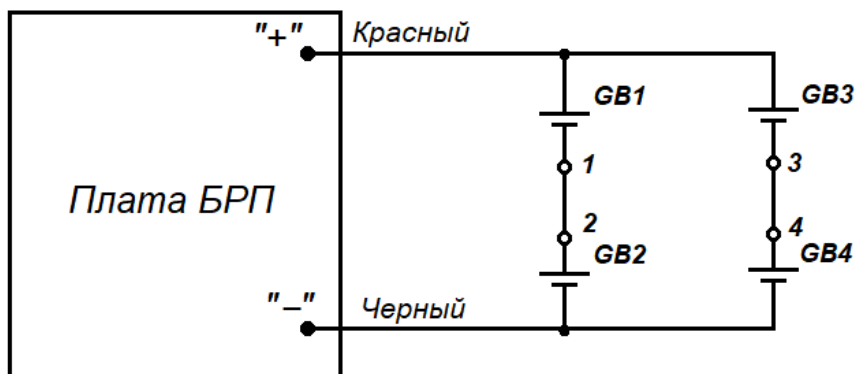 "+"
Красный
GB1
GB3
1
3
Плата БРП
2
4
GB2
GB4
"–"
Черный